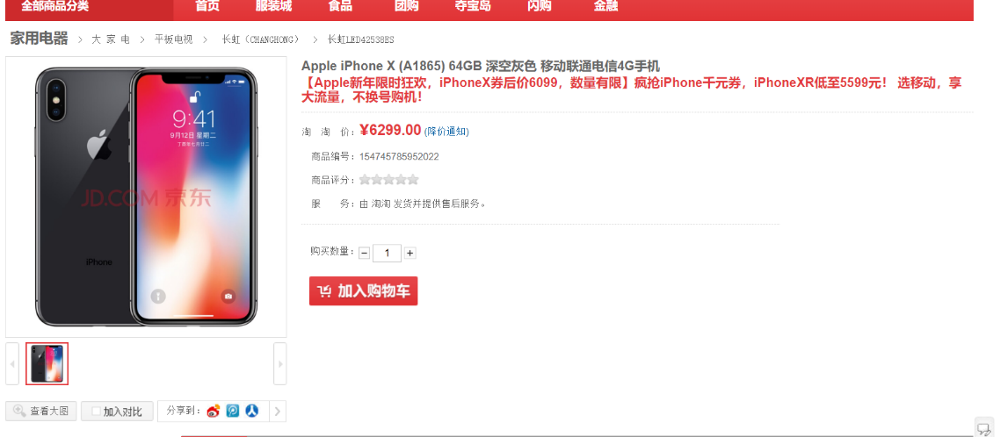 全部商品分类 首页 服装城 食品 团购 夺宝岛 闪购 金融
家用电器 > 大 家 电 > 平板电视 > 长虹（CHANGHONG） > 长虹LED42538ES
Apple iPhone X (A1865) 64GB 深空灰色 移动联通电信4G手机
【Apple新年限时狂欢，iPhoneX券后价6099，数量有限】疯抢iPhone千元券，iPhoneXR低至5599元！ 选移动，享
大流量，不换号购机！
淘 淘 价：¥6299.00 (降价通知)
商品编号：154745785952022
商品评分：
服 务：由 淘淘 发货并提供售后服务。
购买数量： - 1 +
加入购物车
9:41
9月12日 星期二
JD.COM 京东
iPhone
查看大图 加入对比 分享到：